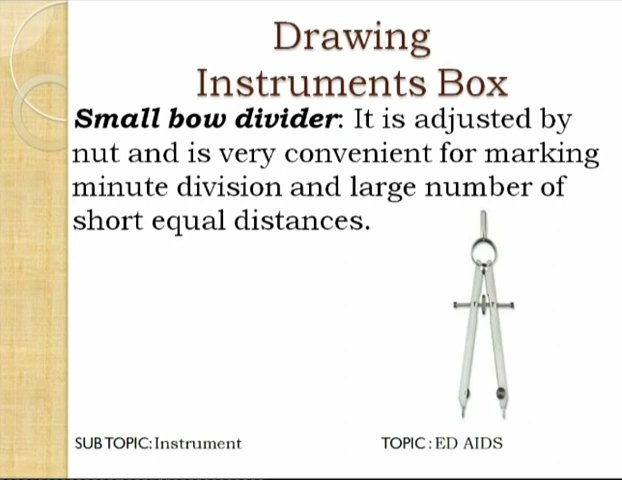 Drawing
Instruments Box
Small bow divider: It is adjusted by
nut and is very convenient for marking
minute division and large number of
short equal distances.
SUB TOPIC: Instrument
TOPIC : ED AIDS